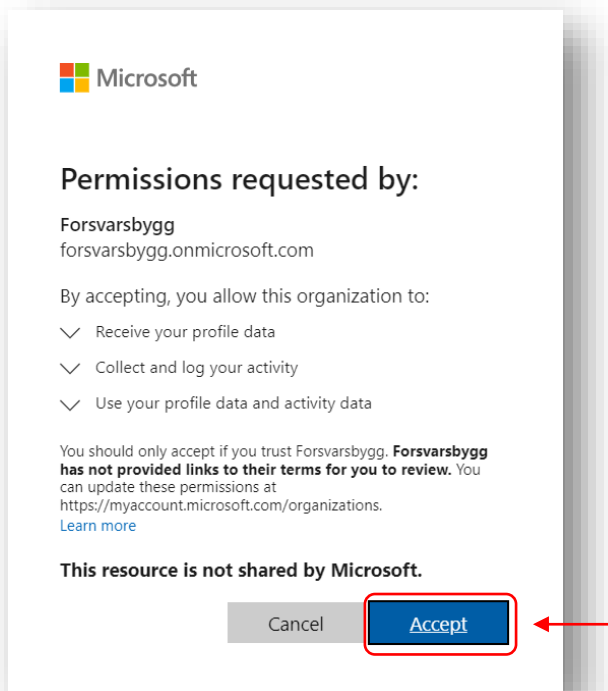 Microsoft
Permissions requested by:
Forsvarsbygg
forsvarsbygg.onmicrosoft.com
By accepting, you allow this organization to:
Receive your profile data
Collect and log your activity
Use your profile data and activity data
You should only accept if you trust Forsvarsbygg. Forsvarsbygg
has not provided links to their terms for you to review. You
can update these permissions at
https://myaccount.microsoft.com/organizations.
Learn more
This resource is not shared by Microsoft.
Cancel Accept